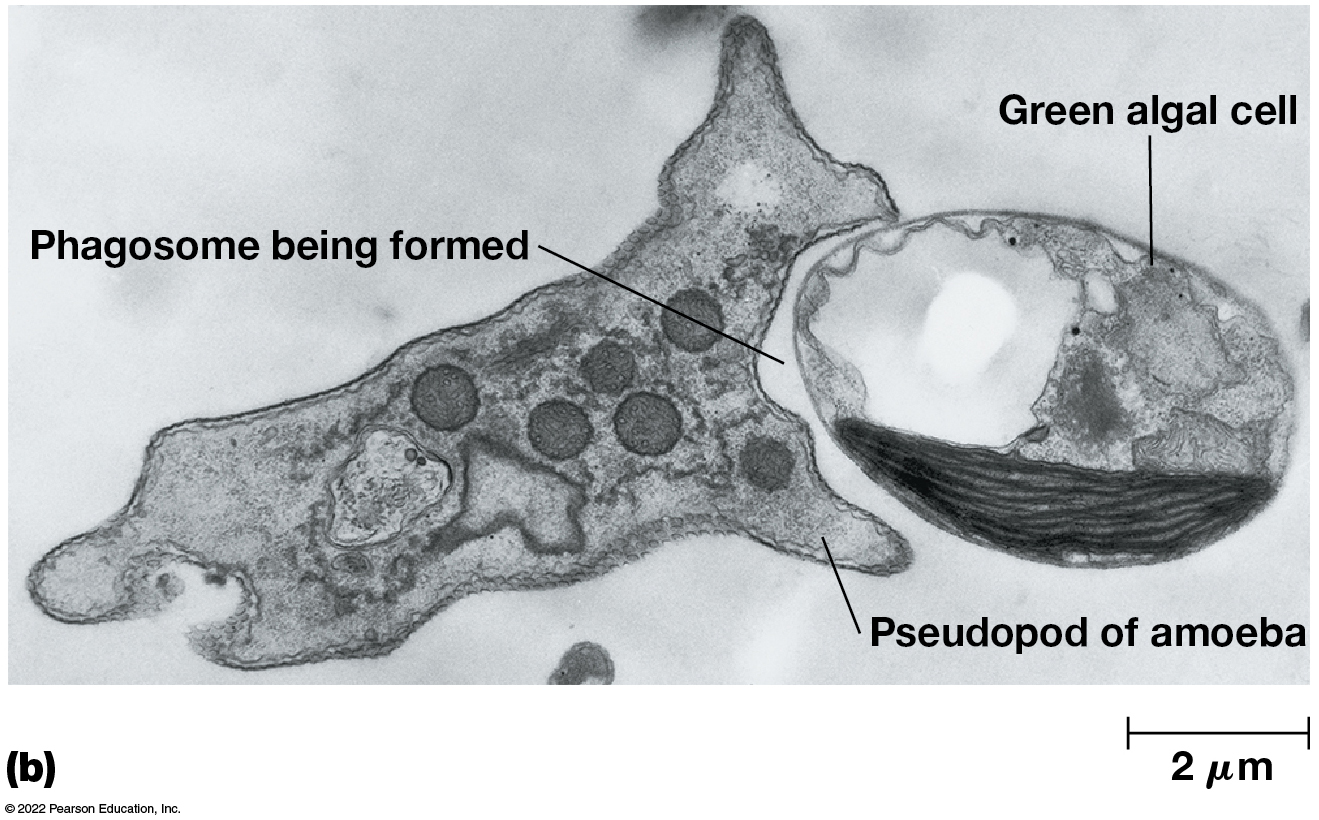 Green algal cell
Phagosome being formed
Pseudopod of amoeba
2 μm
(b)
© 2022 Pearson Education, Inc.